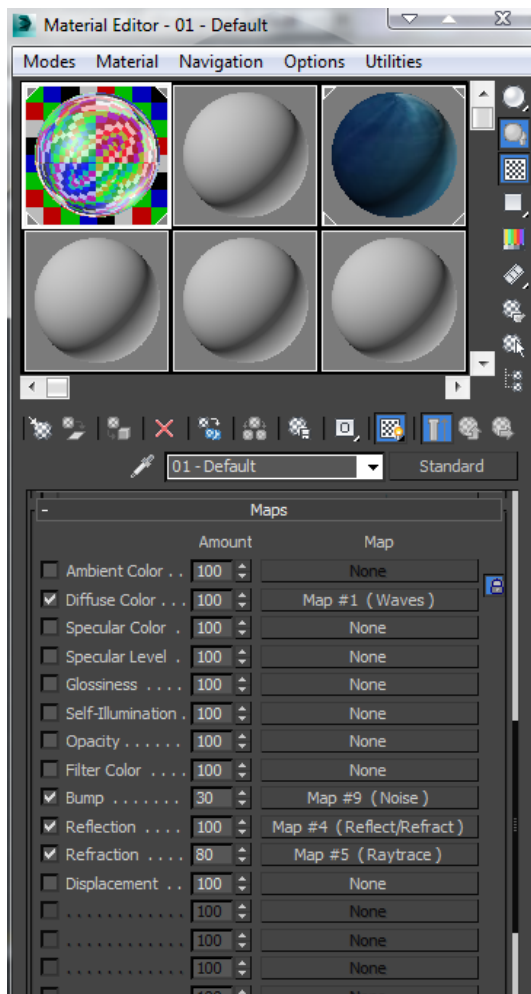 Material Editor - 01 - Default
Modes Material Navigation Options Utilities
01 - Default Standard
- Maps
Amount Map
Ambient Color . . 100 None
Diffuse Color . . . 100 Map #1 ( Waves )
Specular Color . 100 None
Specular Level . 100 None
Glossiness . . . . 100 None
Self-Illumination . 100 None
Opacity . . . . . . 100 None
Filter Color . . . . 100 None
Bump . . . . . . . 30 Map #9 ( Noise )
Reflection . . . . 100 Map #4 ( Reflect/Refract )
Refraction . . . . 80 Map #5 ( Raytrace )
Displacement . . 100 None
. . . . . . . . . . . . 100 None
. . . . . . . . . . . . 100 None
. . . . . . . . . . . . 100 None